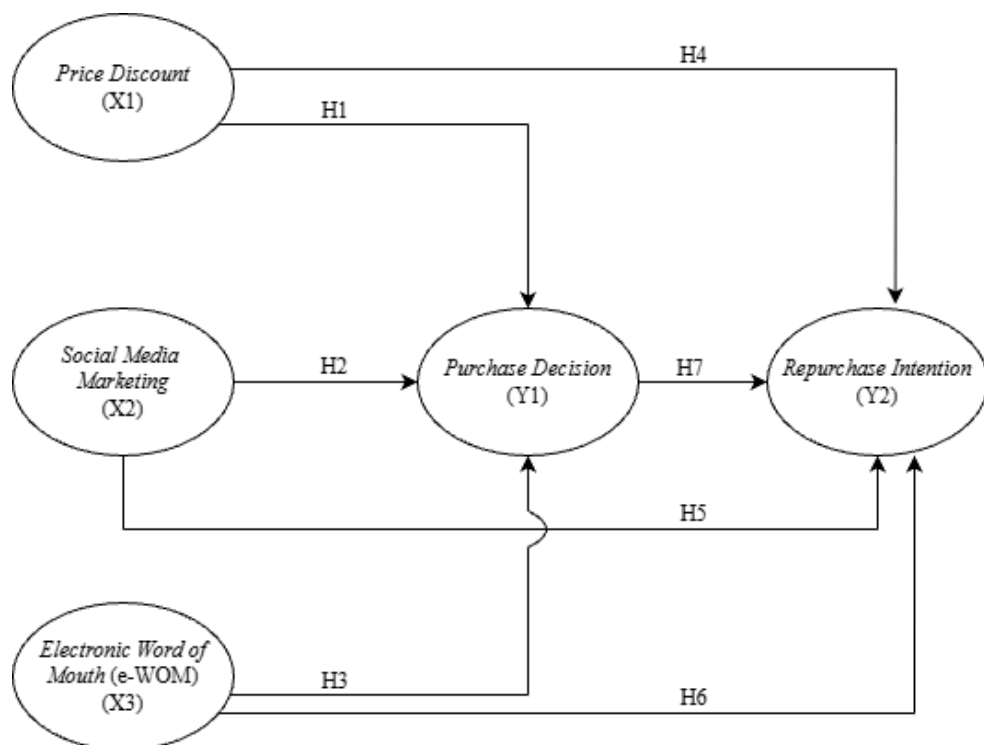 Price Discount
(X1)
H4
H1
Social Media
Marketing
(X2)
H2
Purchase Decision
(Y1)
H7
Repurchase Intention
(Y2)
H5
Electronic Word of
Mouth (e-WOM)
(X3)
H3
H6